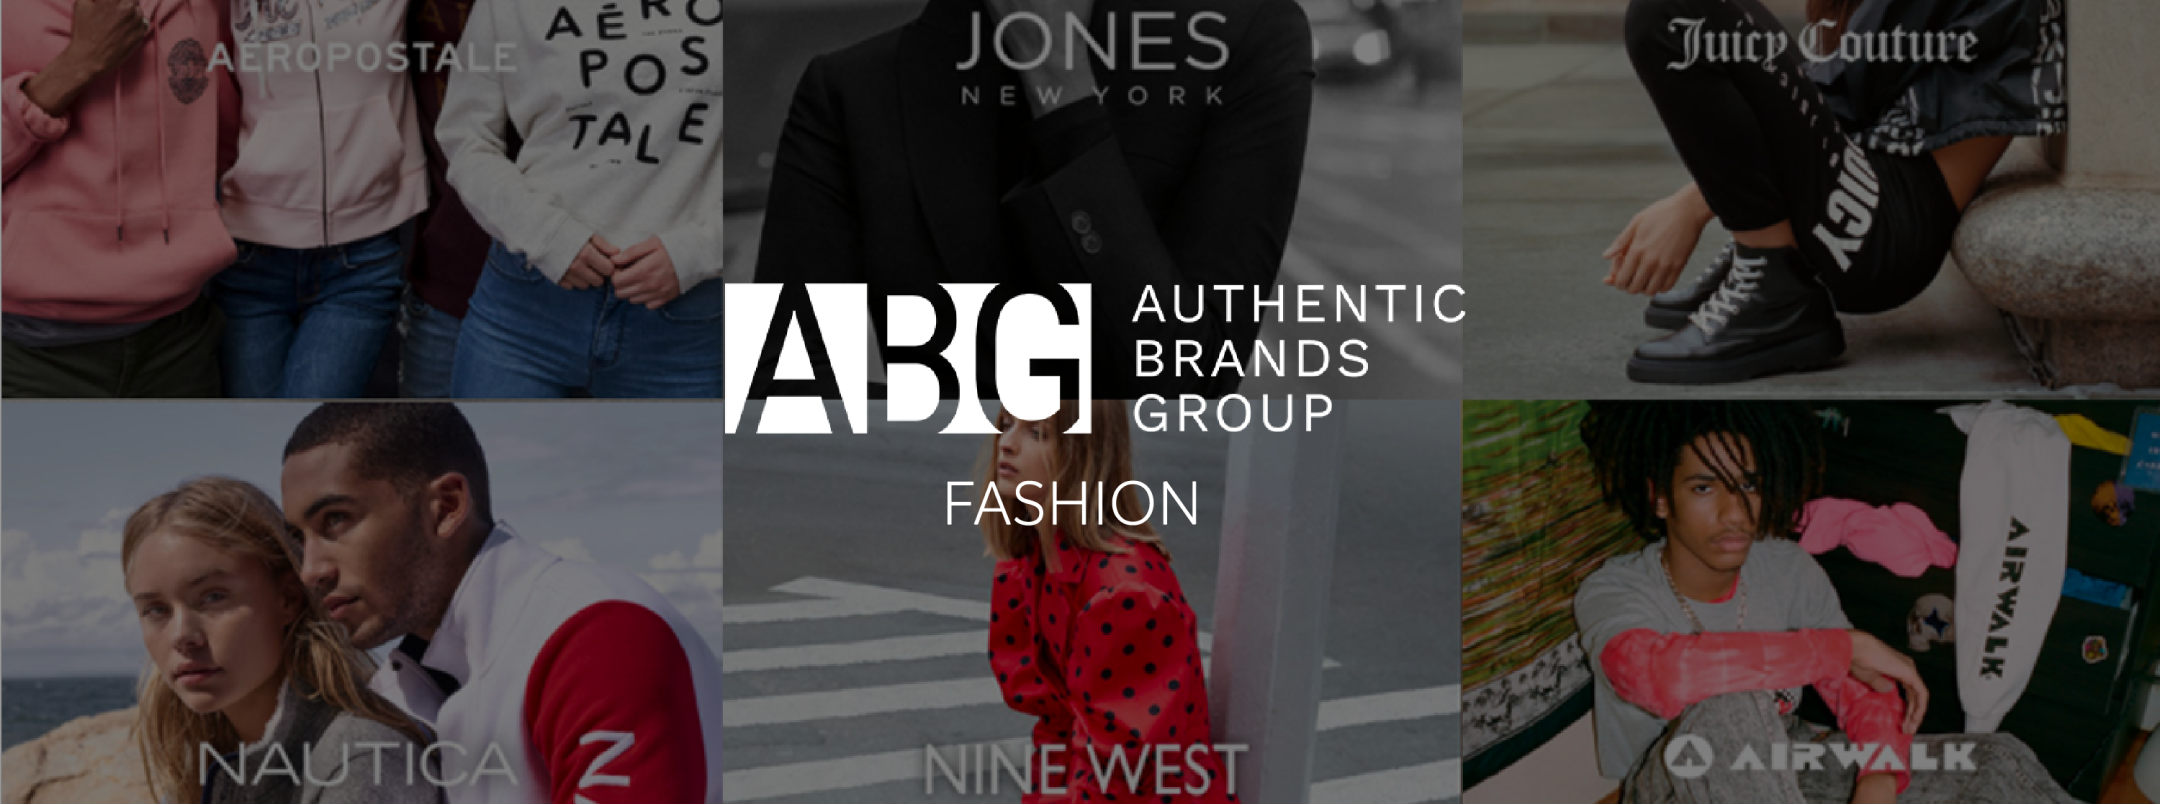 AÉROPOSTALE
AÉRO
POS
TALE
JONES
NEW YORK
Juicy Couture
JUICY
ABG
AUTHENTIC
BRANDS
GROUP
FASHION
NAUTICA
N
NINE WEST
AIRWALK
AIRWALK